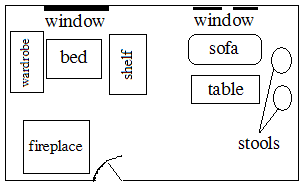 window
window
wardrobe
bed
shelf
sofa
table
stools
fireplace